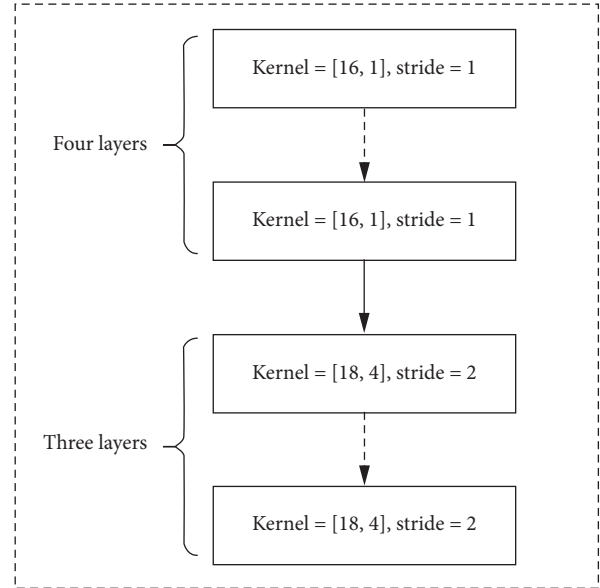 Kernel = [16, 1], stride = 1
Four layers
Kernel = [16, 1], stride = 1
Kernel = [18, 4], stride = 2
Three layers
Kernel = [18, 4], stride = 2